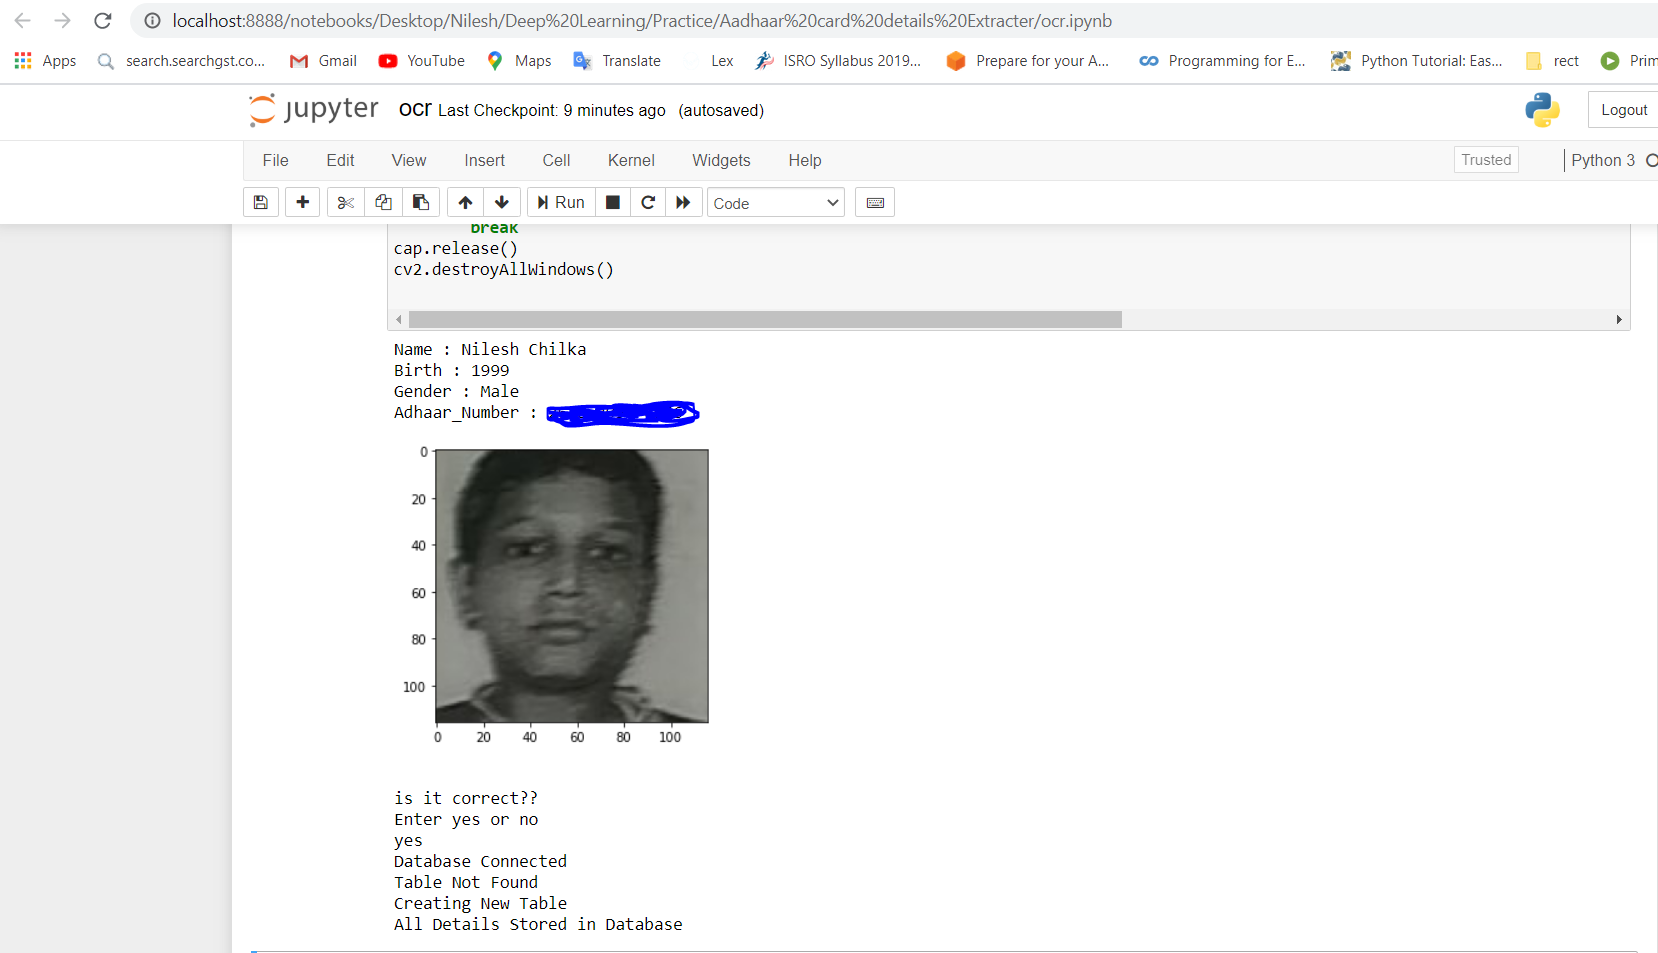 localhost:8888/notebooks/Desktop/Nilesh/Deep%20Learning/Practice/Aadhaar%20card%20details%20Extracter/ocr.ipynb
Apps search.searchgst.co... Gmail YouTube Maps Translate Lex ISRO Syllabus 2019... Prepare for your A... Programming for E... Python Tutorial: Eas... rect Prim
jupyter ocr Last Checkpoint: 9 minutes ago (autosaved) Logout
File Edit View Insert Cell Kernel Widgets Help Trusted Python 3
Run Code
break
cap.release()
cv2.destroyAllWindows()
Name : Nilesh Chilka
Birth : 1999
Gender : Male
Adhaar_Number :
0
20
40
60
80
100
0 20 40 60 80 100
is it correct??
Enter yes or no
yes
Database Connected
Table Not Found
Creating New Table
All Details Stored in Database